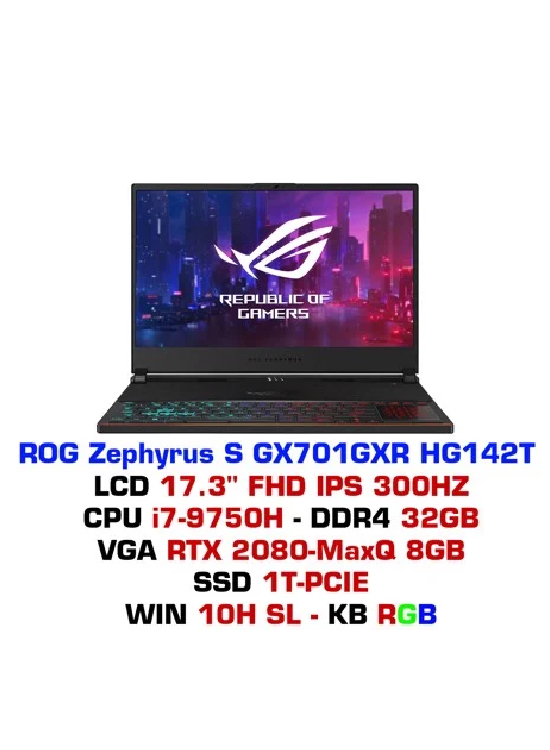 REPUBLIC OF
GAMERS
ROG Zephyrus S GX701GXR HG142T
LCD 17.3" FHD IPS 300HZ
CPU i7-9750H - DDR4 32GB
VGA RTX 2080-MaxQ 8GB
SSD 1T-PCIE
WIN 10H SL - KB RGB